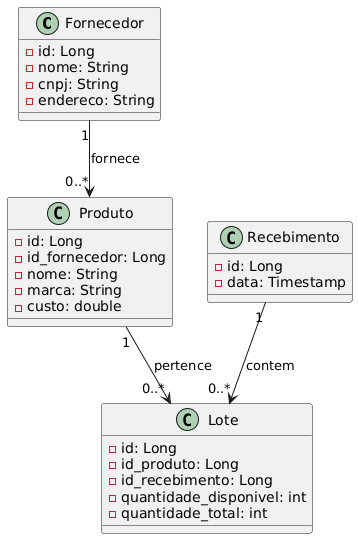 C Fornecedor
id: Long
nome: String
cnpj: String
endereco: String
1
fornece
0..*
C Produto
id: Long
id_fornecedor: Long
nome: String
marca: String
custo: double
C Recebimento
id: Long
data: Timestamp
1
1
pertence
contem
0..*
0..*
C Lote
id: Long
id_produto: Long
id_recebimento: Long
quantidade_disponivel: int
quantidade_total: int